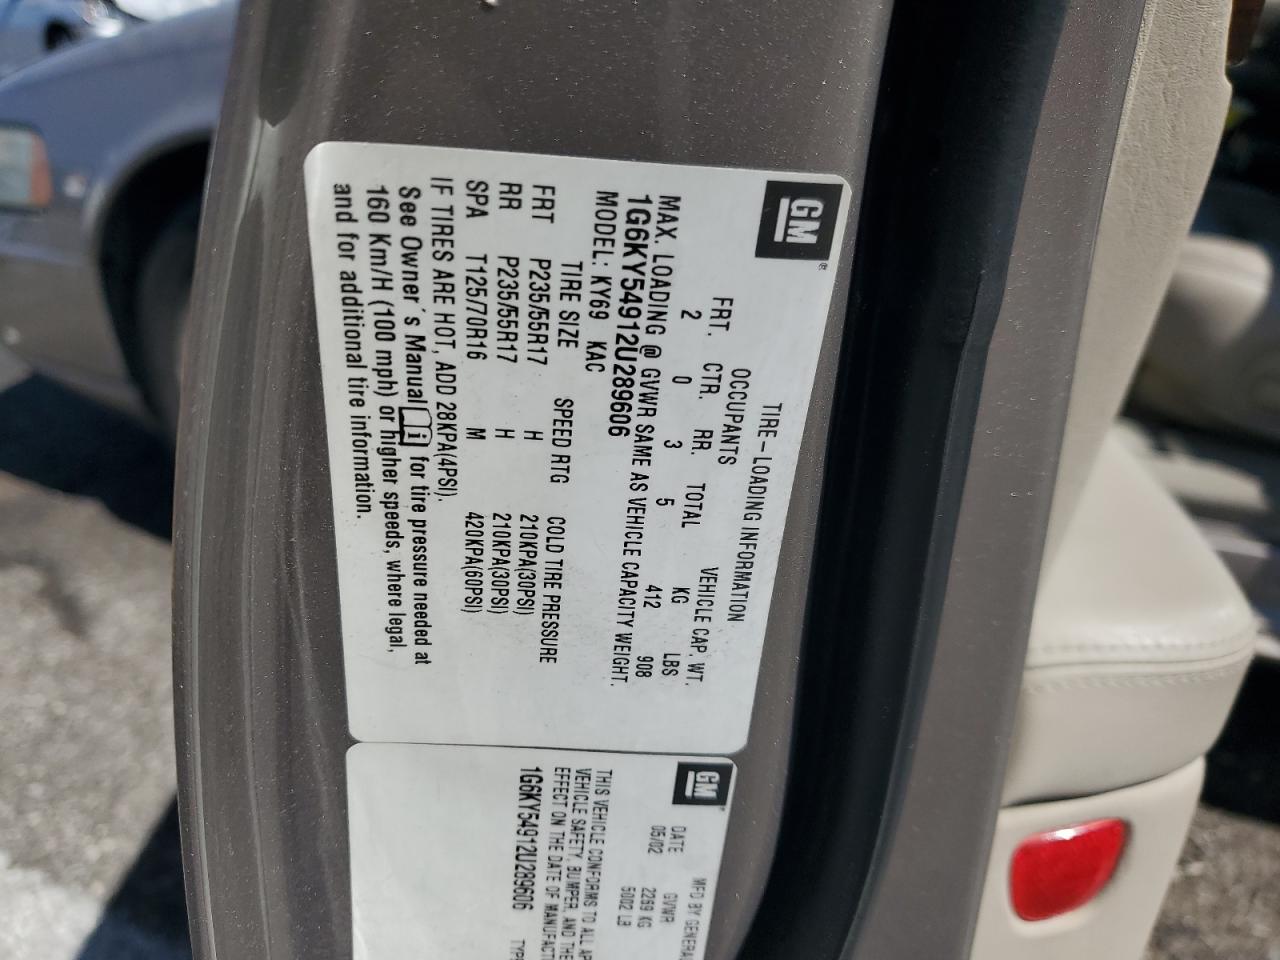 GM®
TIRE-LOADING INFORMATION
OCCUPANTS VEHICLE CAP. WT.
FRT. CTR. RR. TOTAL KG LBS
2 0 3 5 412 908
MAX. LOADING @ GVWR SAME AS VEHICLE CAPACITY WEIGHT.
1G6KY54912U289606
MODEL: KY69 KAC
TIRE SIZE SPEED RTG COLD TIRE PRESSURE
FRT P235/55R17 H 210KPA(30PSI)
RR P235/55R17 H 210KPA(30PSI)
SPA T125/70R16 M 420KPA(60PSI)
IF TIRES ARE HOT, ADD 28KPA(4PSI).
See Owner´s Manual for tire pressure needed at
160 Km/H (100 mph) or higher speeds, where legal,
and for additional tire information.
GM®
MFD BY GENERA
DATE GVWR
05/02 2269 KG
5002 LB
THIS VEHICLE CONFORMS TO ALL AP
VEHICLE SAFETY, BUMPER, AND THE
EFFECT ON THE DATE OF MANUFACT
1G6KY54912U289606 TYPE